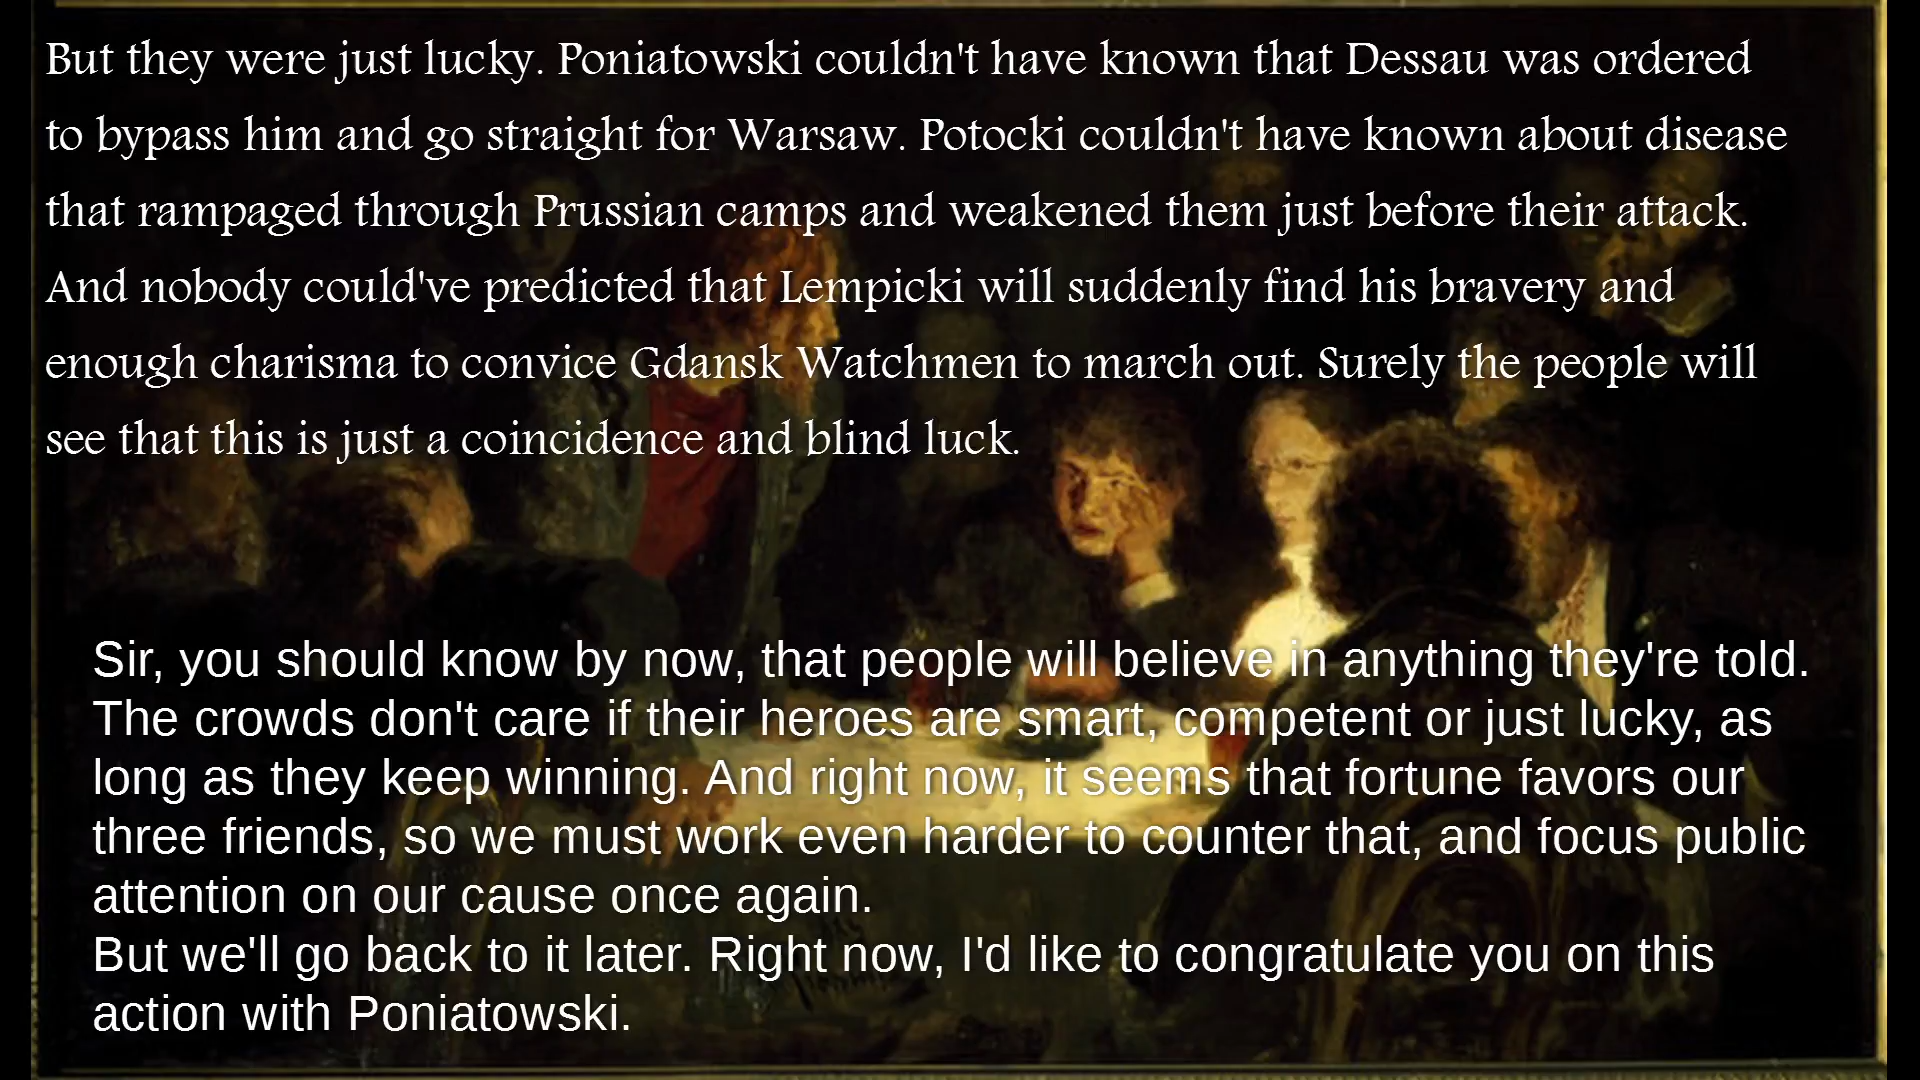 But they were just lucky. Poniatowski couldn't have known that Dessau was ordered
to bypass him and go straight for Warsaw. Potocki couldn't have known about disease
that rampaged through Prussian camps and weakened them just before their attack.
And nobody could've predicted that Lempicki will suddenly find his bravery and
enough charisma to convice Gdansk Watchmen to march out. Surely the people will
see that this is just a coincidence and blind luck.
Sir, you should know by now, that people will believe in anything they're told.
The crowds don't care if their heroes are smart, competent or just lucky, as
long as they keep winning. And right now, it seems that fortune favors our
three friends, so we must work even harder to counter that, and focus public
attention on our cause once again.
But we'll go back to it later. Right now, I'd like to congratulate you on this
action with Poniatowski.